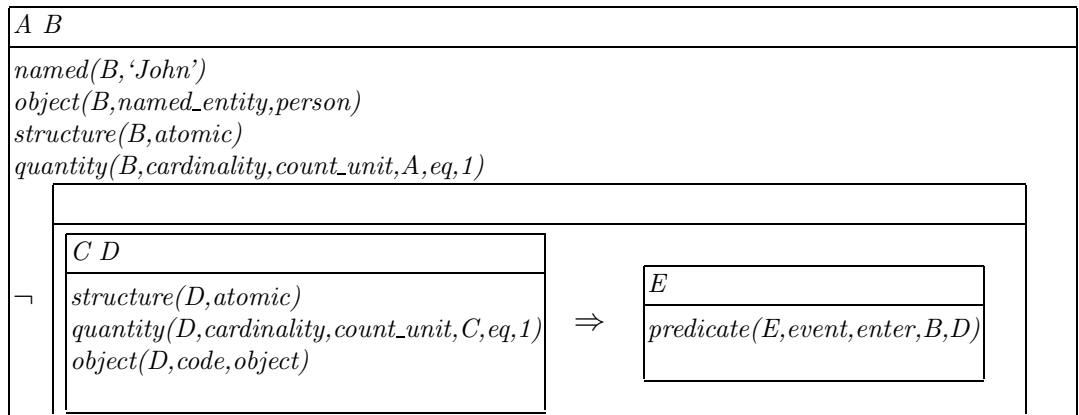 A B
named(B,‘John’)
object(B,named_entity,person)
structure(B,atomic)
quantity(B,cardinality,count_unit,A,eq,1)
¬
C D
structure(D,atomic)
quantity(D,cardinality,count_unit,C,eq,1)
object(D,code,object)
⇒
E
predicate(E,event,enter,B,D)